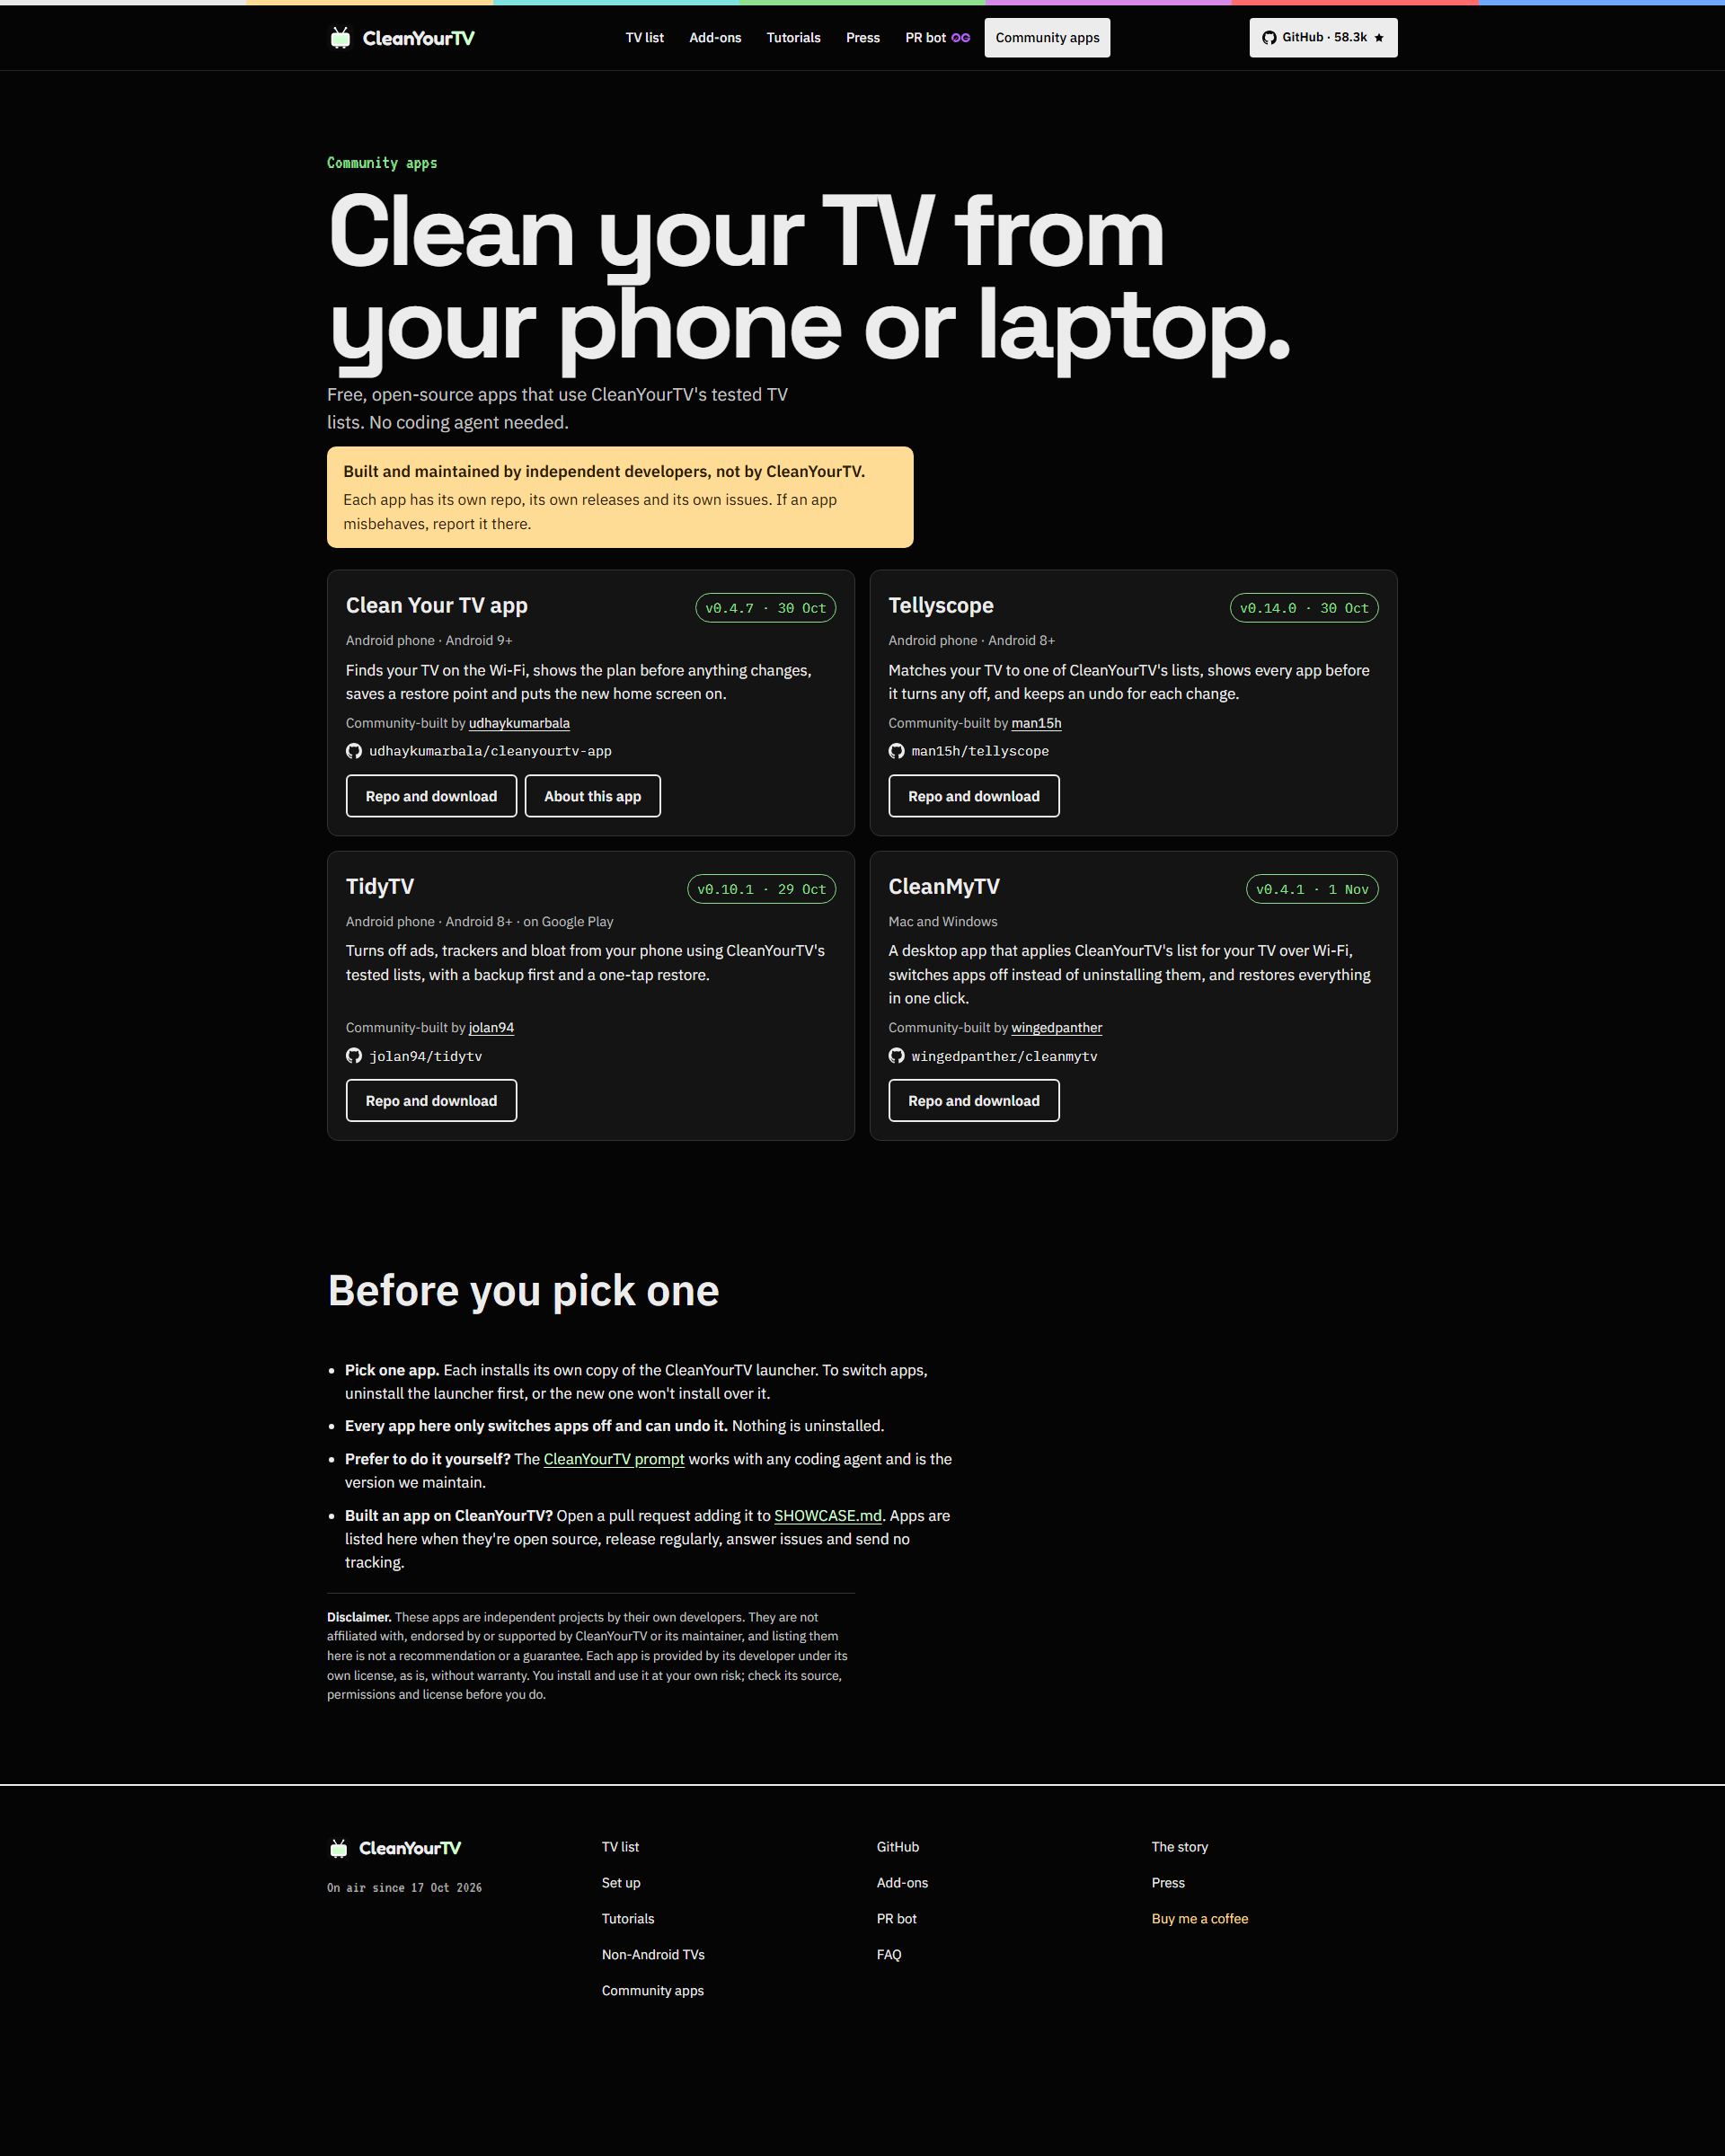 CleanYourTV
TV list
Add-ons
Tutorials
Press
PR bot
Community apps
GitHub · 58.3k ★
Community apps
Clean your TV from
your phone or laptop.
Free, open-source apps that use CleanYourTV's tested TV
lists. No coding agent needed.
Built and maintained by independent developers, not by CleanYourTV.
Each app has its own repo, its own releases and its own issues. If an app
misbehaves, report it there.
Clean Your TV app
v0.4.7 · 30 Oct
Android phone · Android 9+
Finds your TV on the Wi-Fi, shows the plan before anything changes,
saves a restore point and puts the new home screen on.
Community-built by udhaykumarbala
udhaykumarbala/cleanyourtv-app
Repo and download
About this app
Tellyscope
v0.14.0 · 30 Oct
Android phone · Android 8+
Matches your TV to one of CleanYourTV's lists, shows every app before
it turns any off, and keeps an undo for each change.
Community-built by man15h
man15h/tellyscope
Repo and download
TidyTV
v0.10.1 · 29 Oct
Android phone · Android 8+ · on Google Play
Turns off ads, trackers and bloat from your phone using CleanYourTV's
tested lists, with a backup first and a one-tap restore.
Community-built by jolan94
jolan94/tidytv
Repo and download
CleanMyTV
v0.4.1 · 1 Nov
Mac and Windows
A desktop app that applies CleanYourTV's list for your TV over Wi-Fi,
switches apps off instead of uninstalling them, and restores everything
in one click.
Community-built by wingedpanther
wingedpanther/cleanmytv
Repo and download
Before you pick one
• Pick one app. Each installs its own copy of the CleanYourTV launcher. To switch apps,
uninstall the launcher first, or the new one won't install over it.
• Every app here only switches apps off and can undo it. Nothing is uninstalled.
• Prefer to do it yourself? The CleanYourTV prompt works with any coding agent and is the
version we maintain.
• Built an app on CleanYourTV? Open a pull request adding it to SHOWCASE.md. Apps are
listed here when they're open source, release regularly, answer issues and send no
tracking.
Disclaimer. These apps are independent projects by their own developers. They are not
affiliated with, endorsed by or supported by CleanYourTV or its maintainer, and listing them
here is not a recommendation or a guarantee. Each app is provided by its developer under its
own license, as is, without warranty. You install and use it at your own risk; check its source,
permissions and license before you do.
CleanYourTV
On air since 17 Oct 2026
TV list
Set up
Tutorials
Non-Android TVs
Community apps
GitHub
Add-ons
PR bot
FAQ
The story
Press
Buy me a coffee